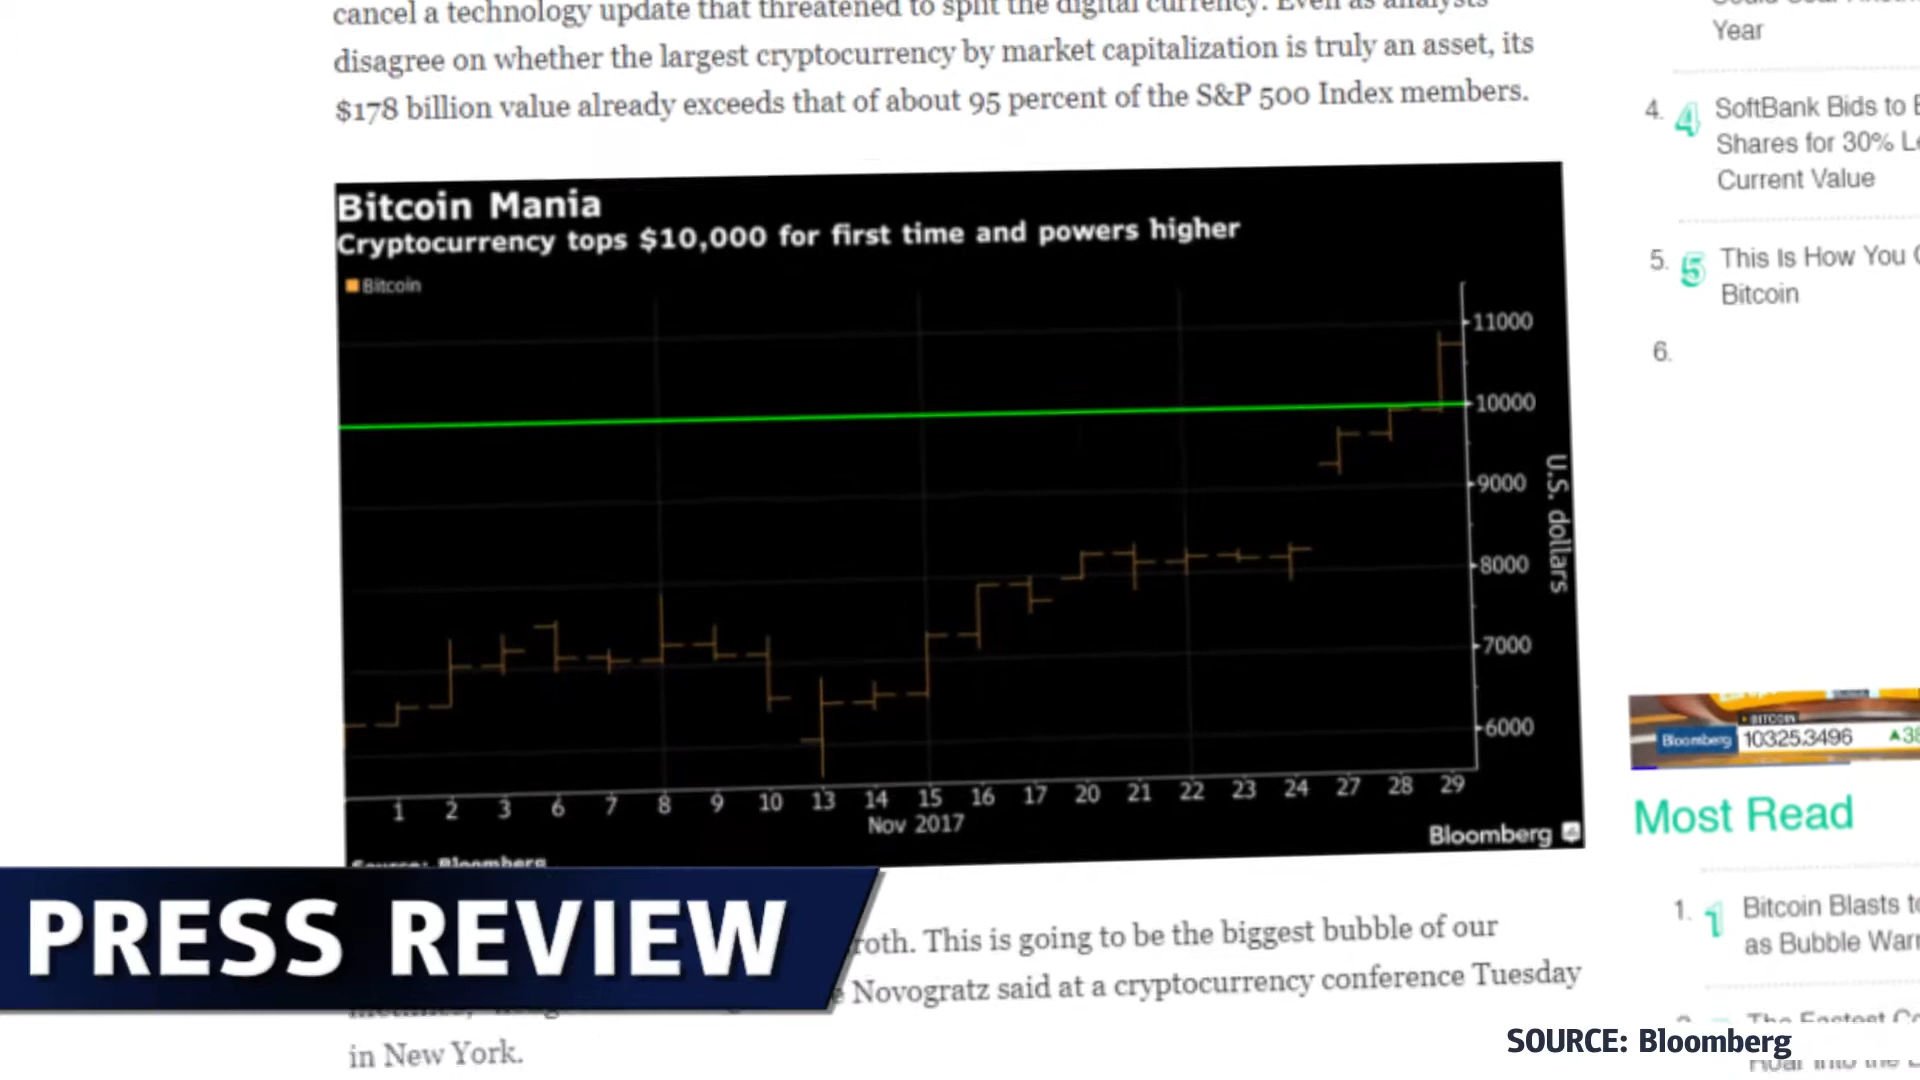 cancel a technology update that threatened to split the digital currency. Even as analysts
disagree on whether the largest cryptocurrency by market capitalization is truly an asset, its
$178 billion value already exceeds that of about 95 percent of the S&P 500 Index members.
Bitcoin Mania
Cryptocurrency tops $10,000 for first time and powers higher
Bitcoin
11000
10000
9000
8000
7000
6000
U.S. dollars
1 2 3 6 7 8 9 10 13 14 15 16 17 20 21 22 23 24 27 28 29
Nov 2017
Source: Bloomberg
Bloomberg
PRESS REVIEW
roth. This is going to be the biggest bubble of our
Novogratz said at a cryptocurrency conference Tuesday
in New York.
Year
4. 4 SoftBank Bids to
Shares for 30%
Current Value
5. 5 This Is How You
Bitcoin
6.
BITCOIN
Bloomberg 10325.3496 ▲38
Most Read
1. 1 Bitcoin Blasts to
as Bubble
The Fastest
SOURCE: Bloomberg